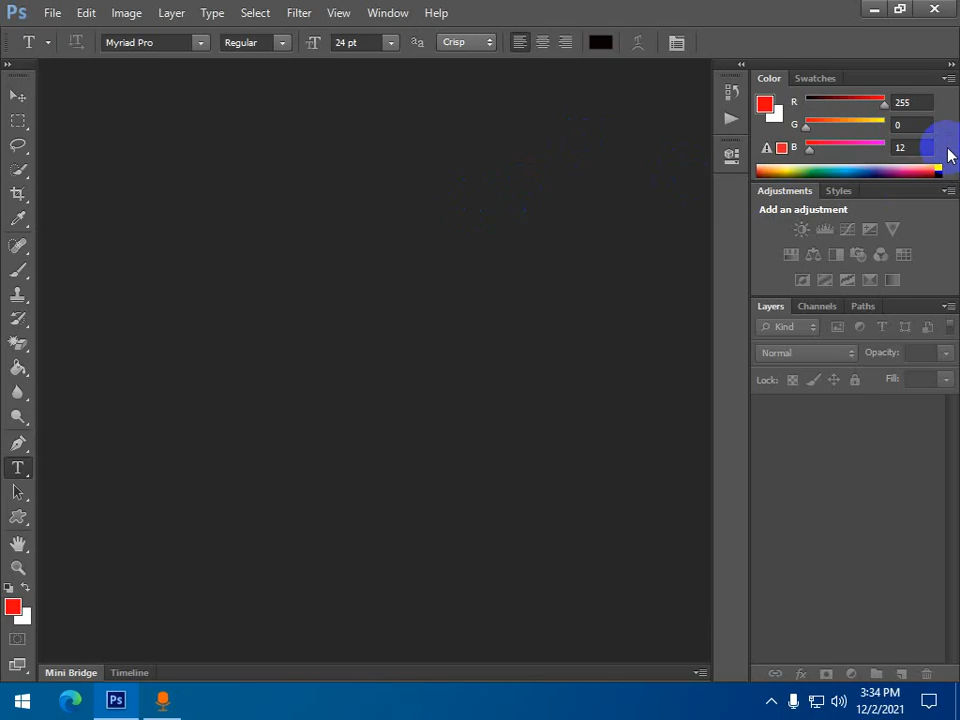 Ps File Edit Image Layer Type Select Filter View Window Help
T Myriad Pro Regular 24 pt Crisp
Color Swatches
R 255
G 0
B 12
Adjustments Styles
Add an adjustment
Layers Channels Paths
Kind
Normal Opacity:
Lock: Fill:
Mini Bridge Timeline
Ps
3:34 PM
12/2/2021